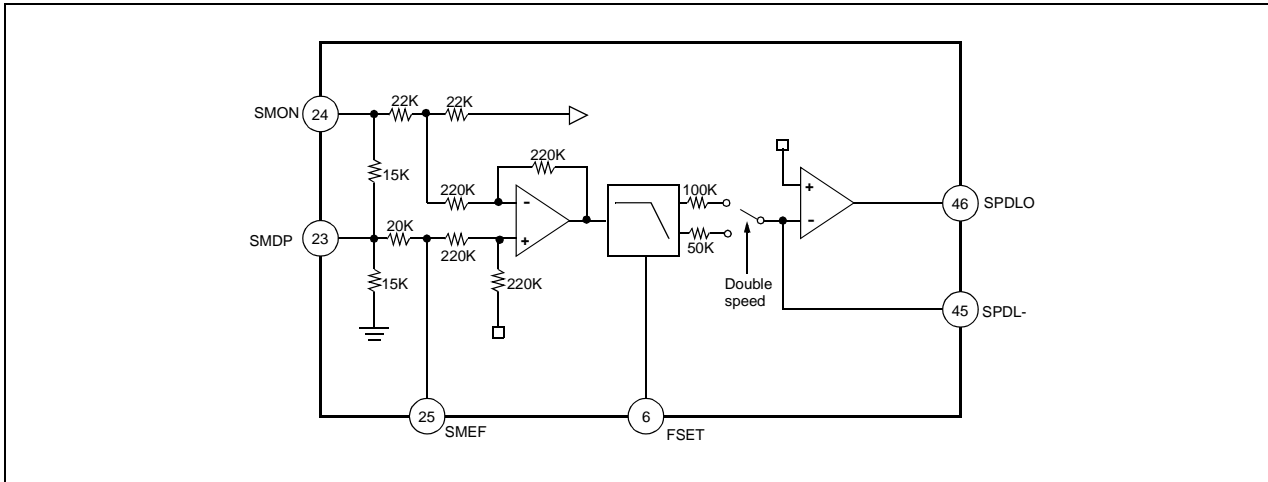 22K 22K
SMON 24
15K
220K
220K
-
+
20K
SMDP 23
220K
15K
220K
100K
50K
Double
speed
+
-
46 SPDLO
45 SPDL-
25 SMEF
6 FSET